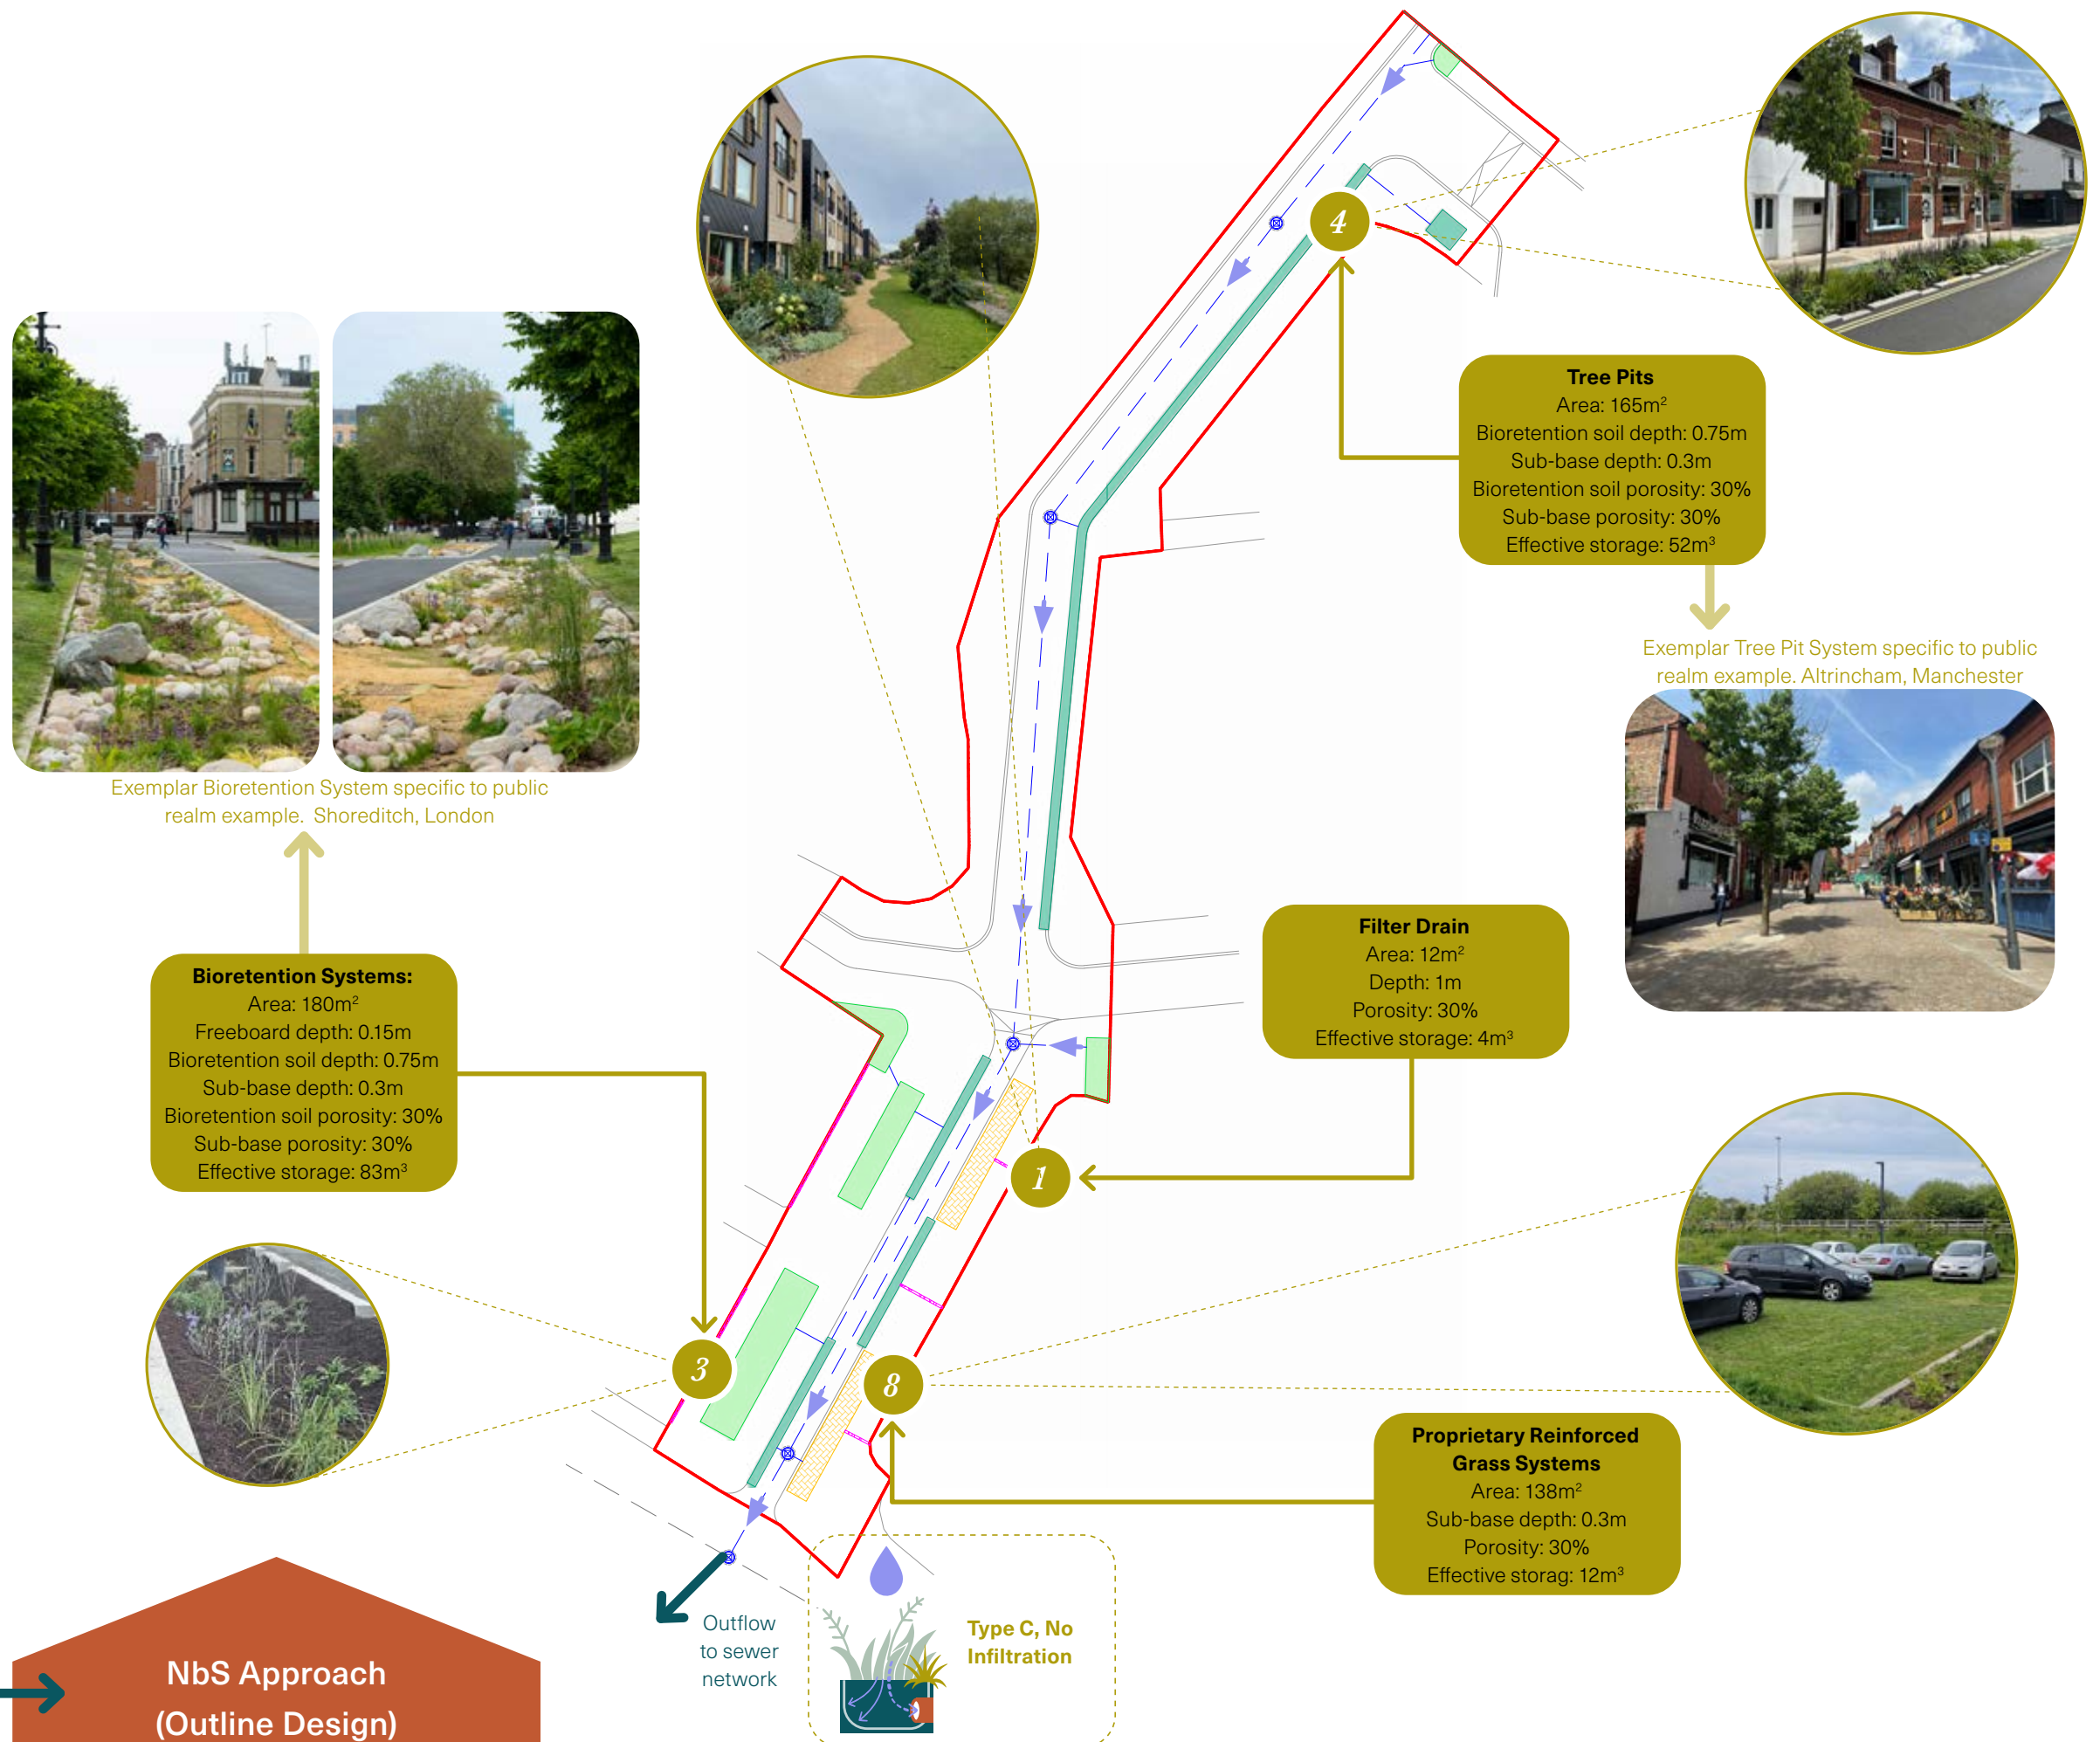 4
Tree Pits
Area: 165m²
Bioretention soil depth: 0.75m
Sub-base depth: 0.3m
Bioretention soil porosity: 30%
Sub-base porosity: 30%
Effective storage: 52m³
Exemplar Tree Pit System specific to public
realm example. Altrincham, Manchester
Exemplar Bioretention System specific to public
realm example.  Shoreditch, London
Bioretention Systems:
Area: 180m²
Freeboard depth: 0.15m
Bioretention soil depth: 0.75m
Sub-base depth: 0.3m
Bioretention soil porosity: 30%
Sub-base porosity: 30%
Effective storage: 83m³
Filter Drain
Area: 12m²
Depth: 1m
Porosity: 30%
Effective storage: 4m³
1
3
8
Proprietary Reinforced
Grass Systems
Area: 138m²
Sub-base depth: 0.3m
Porosity: 30%
Effective storag: 12m³
Outflow
to sewer
network
Type C, No
Infiltration
NbS Approach
(Outline Design)